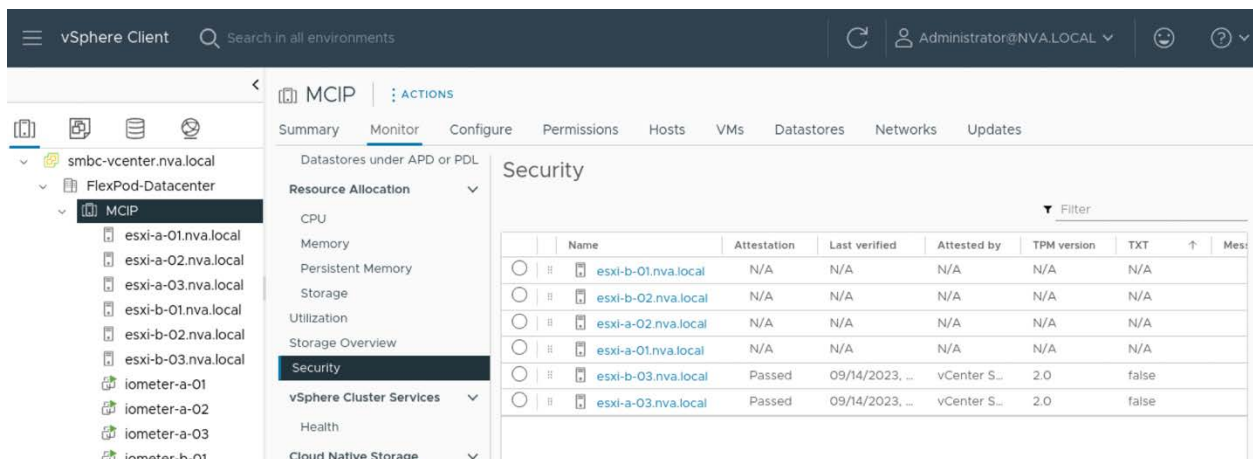 vSphere Client Search in all environments Administrator@NVA.LOCAL
MCIP ACTIONS
Summary Monitor Configure Permissions Hosts VMs Datastores Networks Updates
smbc-vcenter.nva.local
FlexPod-Datacenter
MCIP
esxi-a-01.nva.local
esxi-a-02.nva.local
esxi-a-03.nva.local
esxi-b-01.nva.local
esxi-b-02.nva.local
esxi-b-03.nva.local
iometer-a-01
iometer-a-02
iometer-a-03
iometer-b-01
Datastores under APD or PDL
Resource Allocation
CPU
Memory
Persistent Memory
Storage
Utilization
Storage Overview
Security
vSphere Cluster Services
Health
Cloud Native Storage
Security
Filter
Name Attestation Last verified Attested by TPM version TXT Mess
esxi-b-01.nva.local N/A N/A N/A N/A N/A
esxi-b-02.nva.local N/A N/A N/A N/A N/A
esxi-a-02.nva.local N/A N/A N/A N/A N/A
esxi-a-01.nva.local N/A N/A N/A N/A N/A
esxi-b-03.nva.local Passed 09/14/2023, ... vCenter S... 2.0 false
esxi-a-03.nva.local Passed 09/14/2023, ... vCenter S... 2.0 false